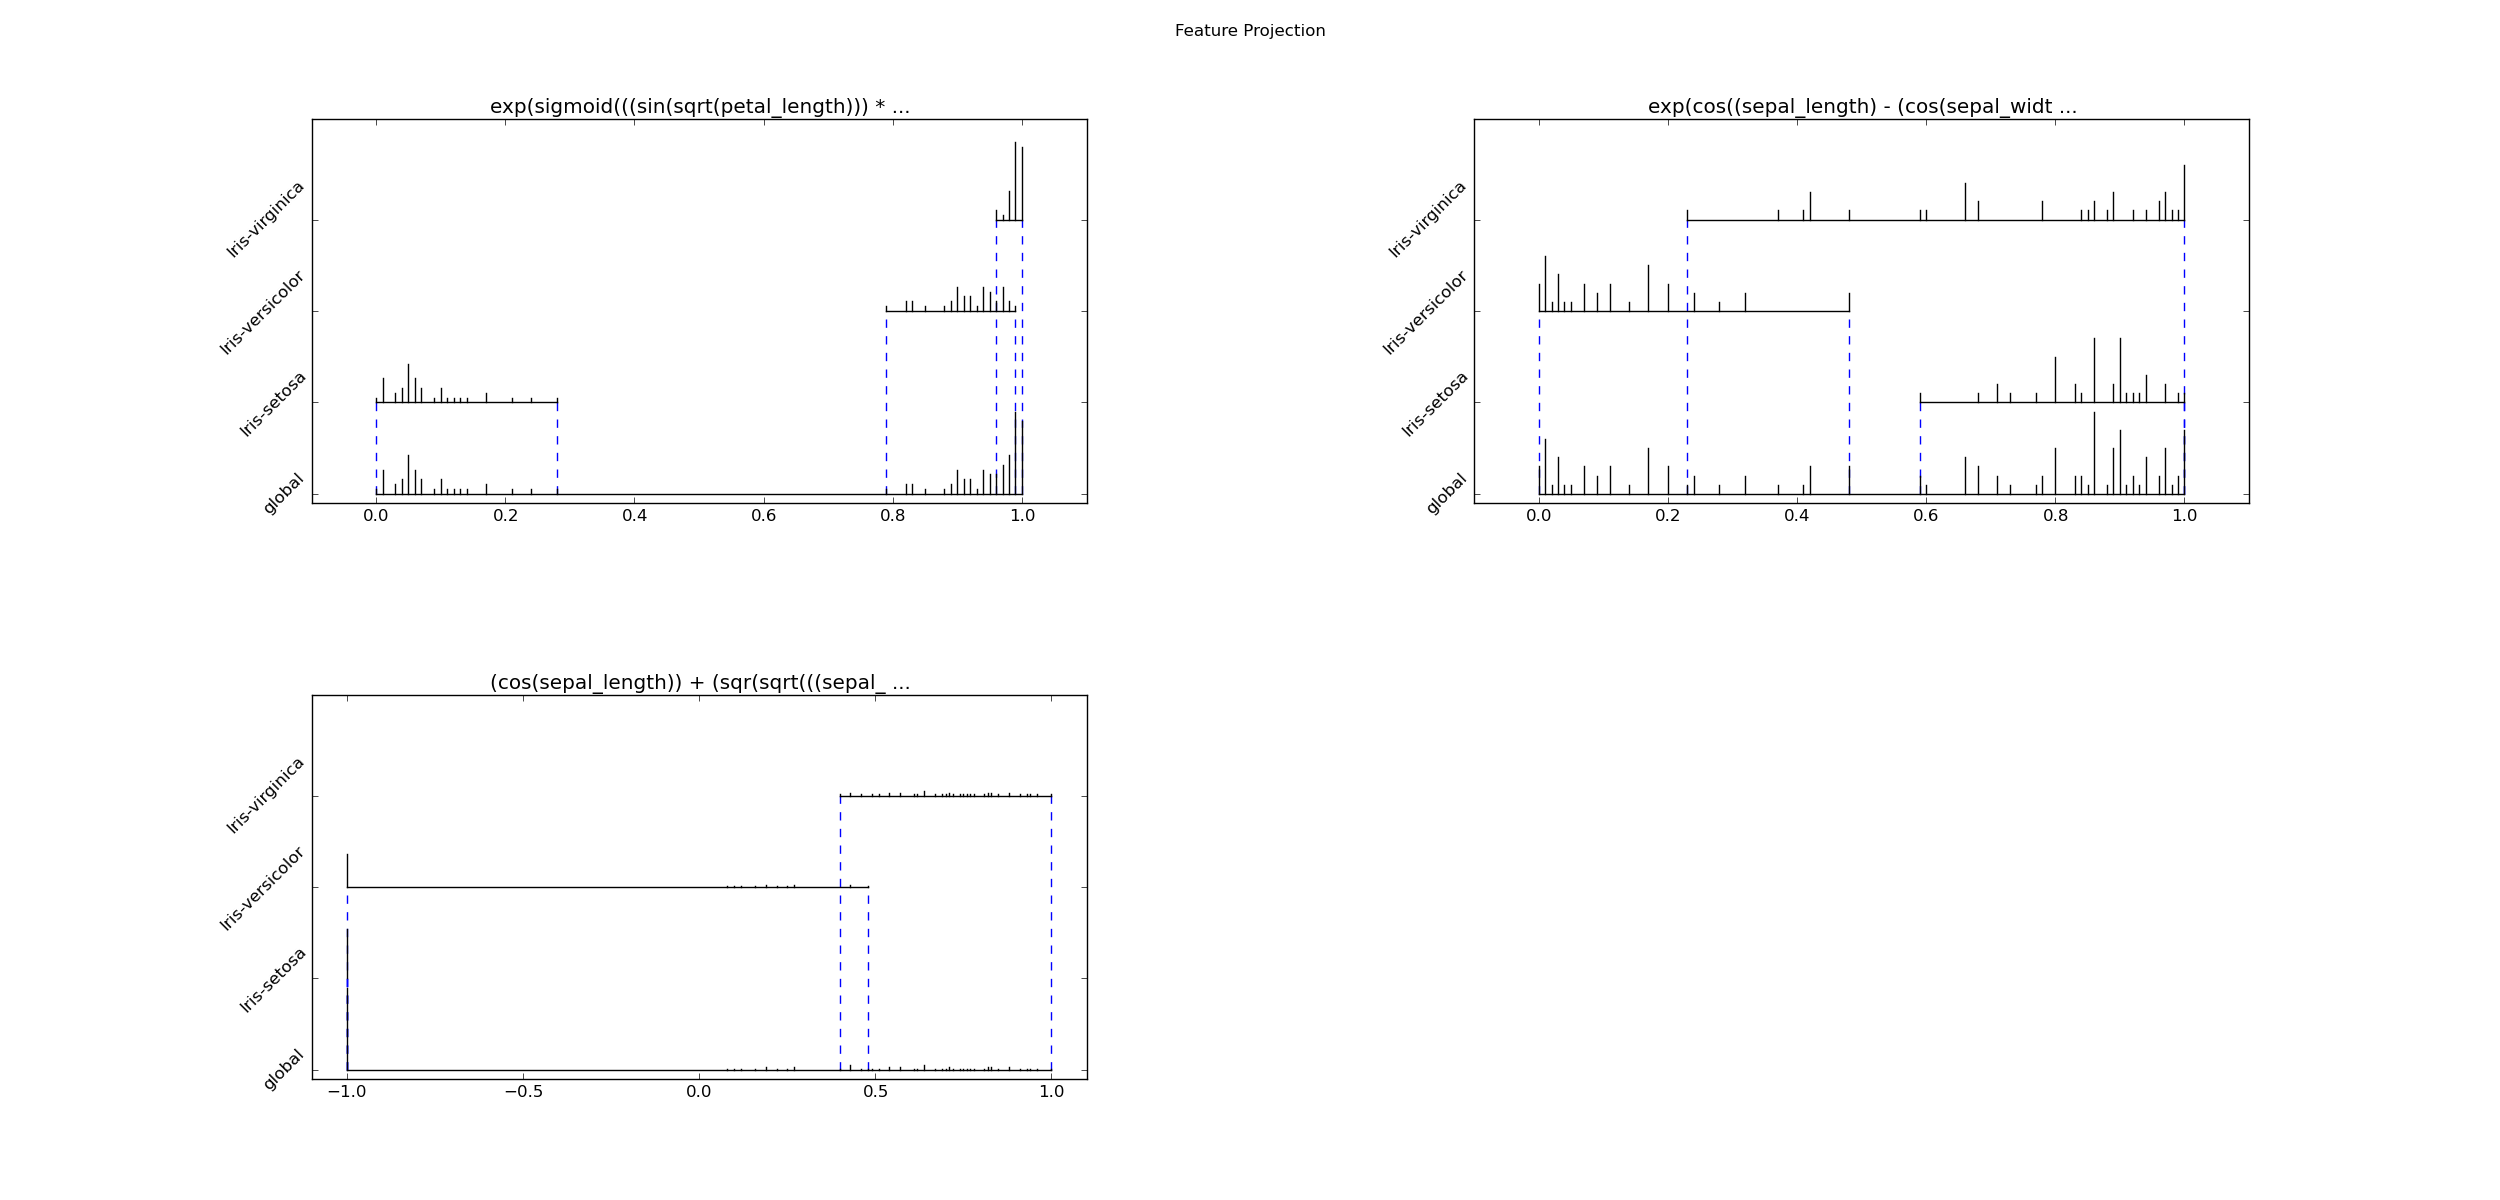 Feature Projection
exp(sigmoid(((sin(sqrt(petal_length))) * ...
Iris-virginica
Iris-versicolor
Iris-setosa
global
0.0 0.2 0.4 0.6 0.8 1.0
exp(cos((sepal_length) - (cos(sepal_widt ...
Iris-virginica
Iris-versicolor
Iris-setosa
global
0.0 0.2 0.4 0.6 0.8 1.0
(cos(sepal_length)) + (sqr(sqrt(((sepal_ ...
Iris-virginica
Iris-versicolor
Iris-setosa
global
−1.0 −0.5 0.0 0.5 1.0